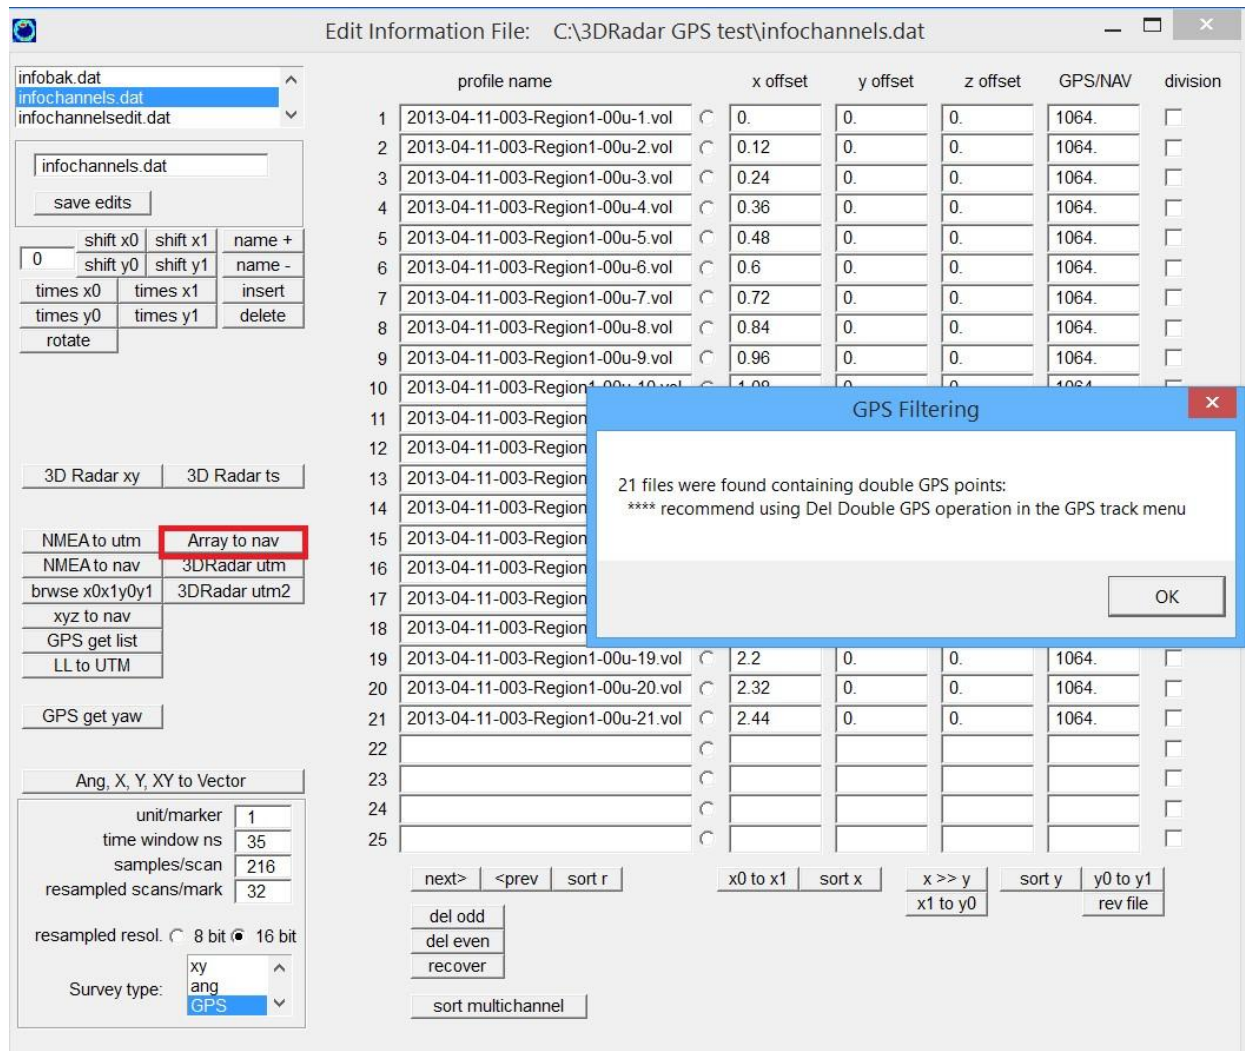 Edit Information File: C:\3DRadar GPS test\infochannels.dat
infobak.dat
infochannels.dat
infochannelsedit.dat
infochannels.dat
save edits
shift x0 shift x1 name +
0
shift y0 shift y1 name -
times x0 times x1 insert
times y0 times y1 delete
rotate
3D Radar xy 3D Radar ts
NMEA to utm Array to nav
NMEA to nav 3DRadar utm
brwse x0x1y0y1 3DRadar utm2
xyz to nav
GPS get list
LL to UTM
GPS get yaw
Ang, X, Y, XY to Vector
unit/marker 1
time window ns 35
samples/scan 216
resampled scans/mark 32
resampled resol. 8 bit 16 bit
Survey type:
xy
ang
GPS
profile name x offset y offset z offset GPS/NAV division
1 2013-04-11-003-Region1-00u-1.vol 0. 0. 0. 1064.
2 2013-04-11-003-Region1-00u-2.vol 0.12 0. 0. 1064.
3 2013-04-11-003-Region1-00u-3.vol 0.24 0. 0. 1064.
4 2013-04-11-003-Region1-00u-4.vol 0.36 0. 0. 1064.
5 2013-04-11-003-Region1-00u-5.vol 0.48 0. 0. 1064.
6 2013-04-11-003-Region1-00u-6.vol 0.6 0. 0. 1064.
7 2013-04-11-003-Region1-00u-7.vol 0.72 0. 0. 1064.
8 2013-04-11-003-Region1-00u-8.vol 0.84 0. 0. 1064.
9 2013-04-11-003-Region1-00u-9.vol 0.96 0. 0. 1064.
10 2013-04-11-003-Region1-00u-10.vol 1.08 0. 0. 1064.
11 2013-04-11-003-Region
12 2013-04-11-003-Region
13 2013-04-11-003-Region
14 2013-04-11-003-Region
15 2013-04-11-003-Region
16 2013-04-11-003-Region
17 2013-04-11-003-Region
18 2013-04-11-003-Region
19 2013-04-11-003-Region1-00u-19.vol 2.2 0. 0. 1064.
20 2013-04-11-003-Region1-00u-20.vol 2.32 0. 0. 1064.
21 2013-04-11-003-Region1-00u-21.vol 2.44 0. 0. 1064.
22
23
24
25
GPS Filtering
21 files were found containing double GPS points:
**** recommend using Del Double GPS operation in the GPS track menu
OK
next> <prev sort r x0 to x1 sort x x >> y sort y y0 to y1
x1 to y0 rev file
del odd
del even
recover
sort multichannel